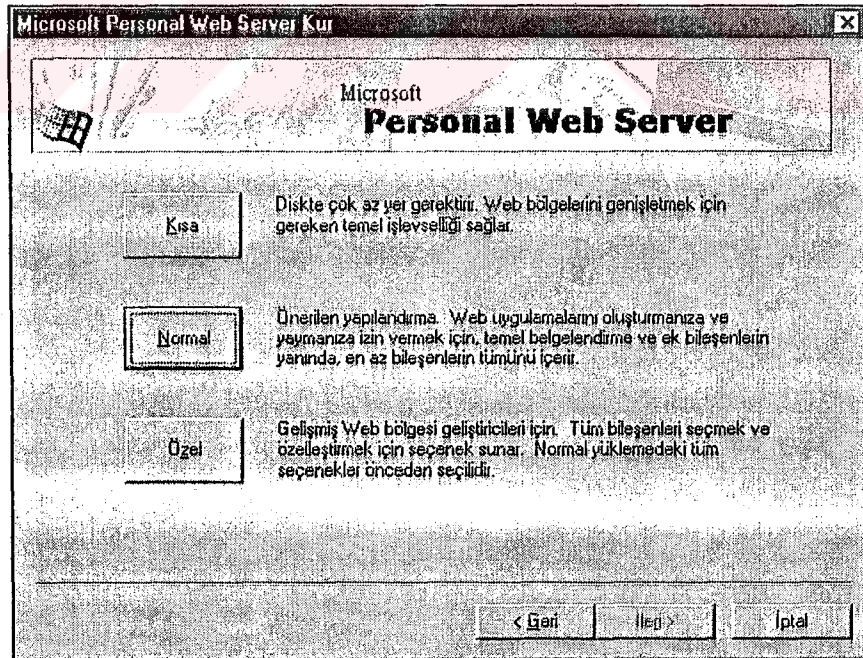 Microsoft Personal Web Server Kur
Microsoft
Personal Web Server
Kısa
Diskte çok az yer gerektirir. Web bölgelerini genişletmek için
gereken temel işlevselliği sağlar.
Normal
Önerilen yapılandırma. Web uygulamalarını oluşturmanıza ve
yaymanıza izin vermek için, temel belgelendirme ve ek bileşenlerin
yanında, en az bileşenlerin tümünü içerir.
Özel
Gelişmiş Web bölgesi geliştiricileri için. Tüm bileşenleri seçmek ve
özelleştirmek için seçenek sunar. Normal yüklemedeki tüm
seçenekler önceden seçilidir.
< Geri
İleri >
İptal